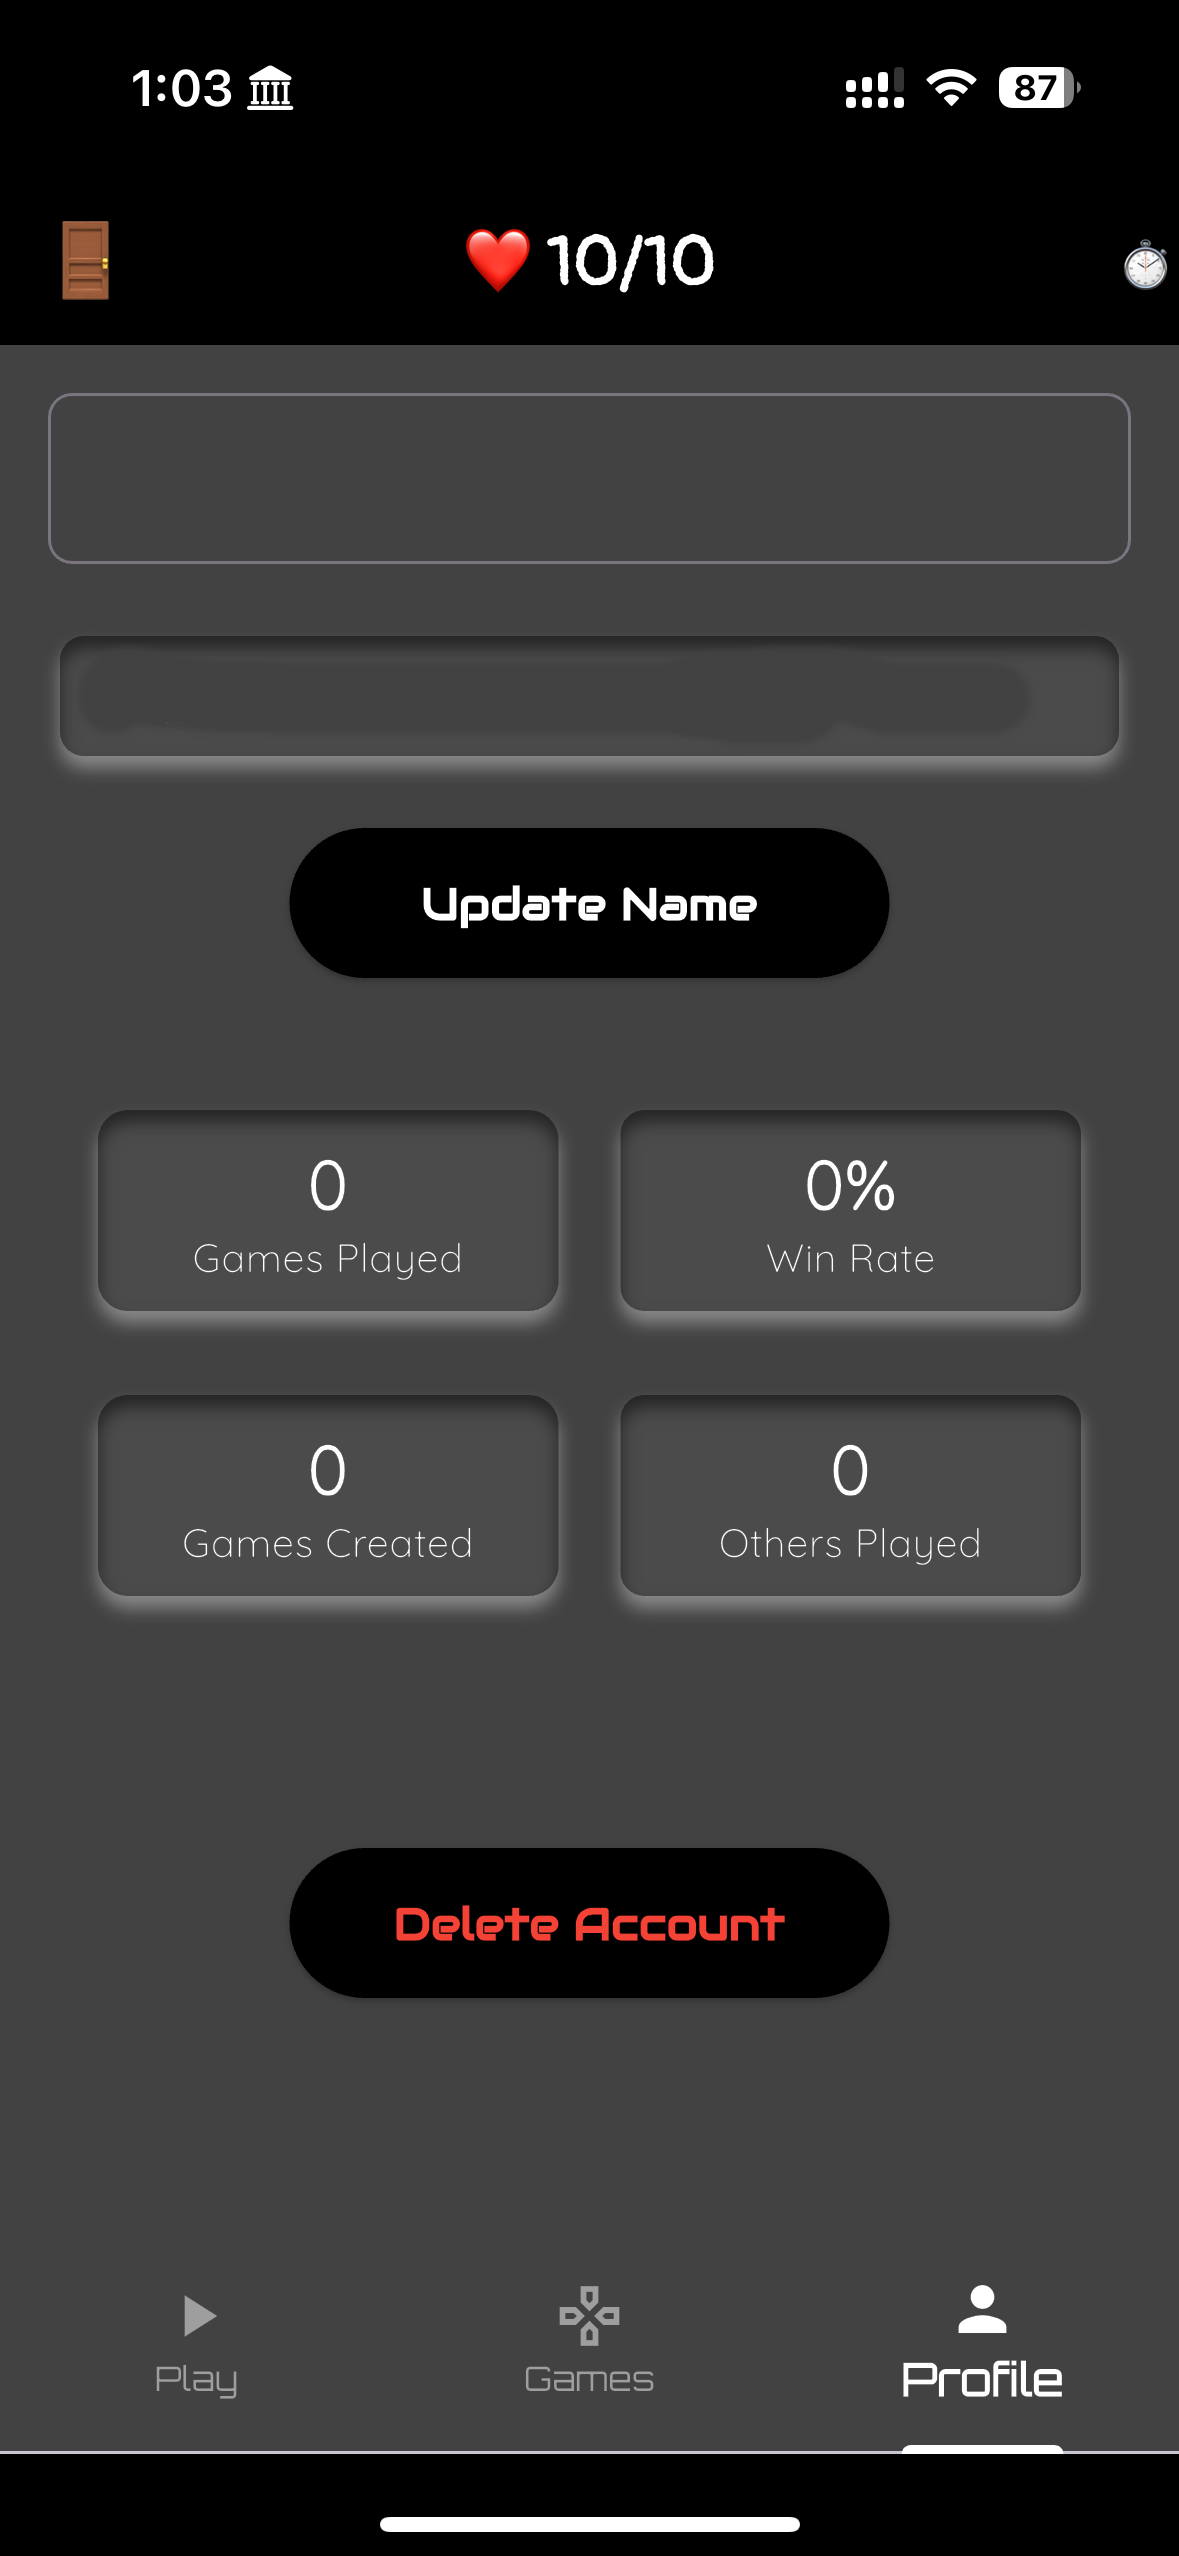 1:03
87
10/10
Update Name
0
Games Played
0%
Win Rate
0
Games Created
0
Others Played
Delete Account
Play
Games
Profile